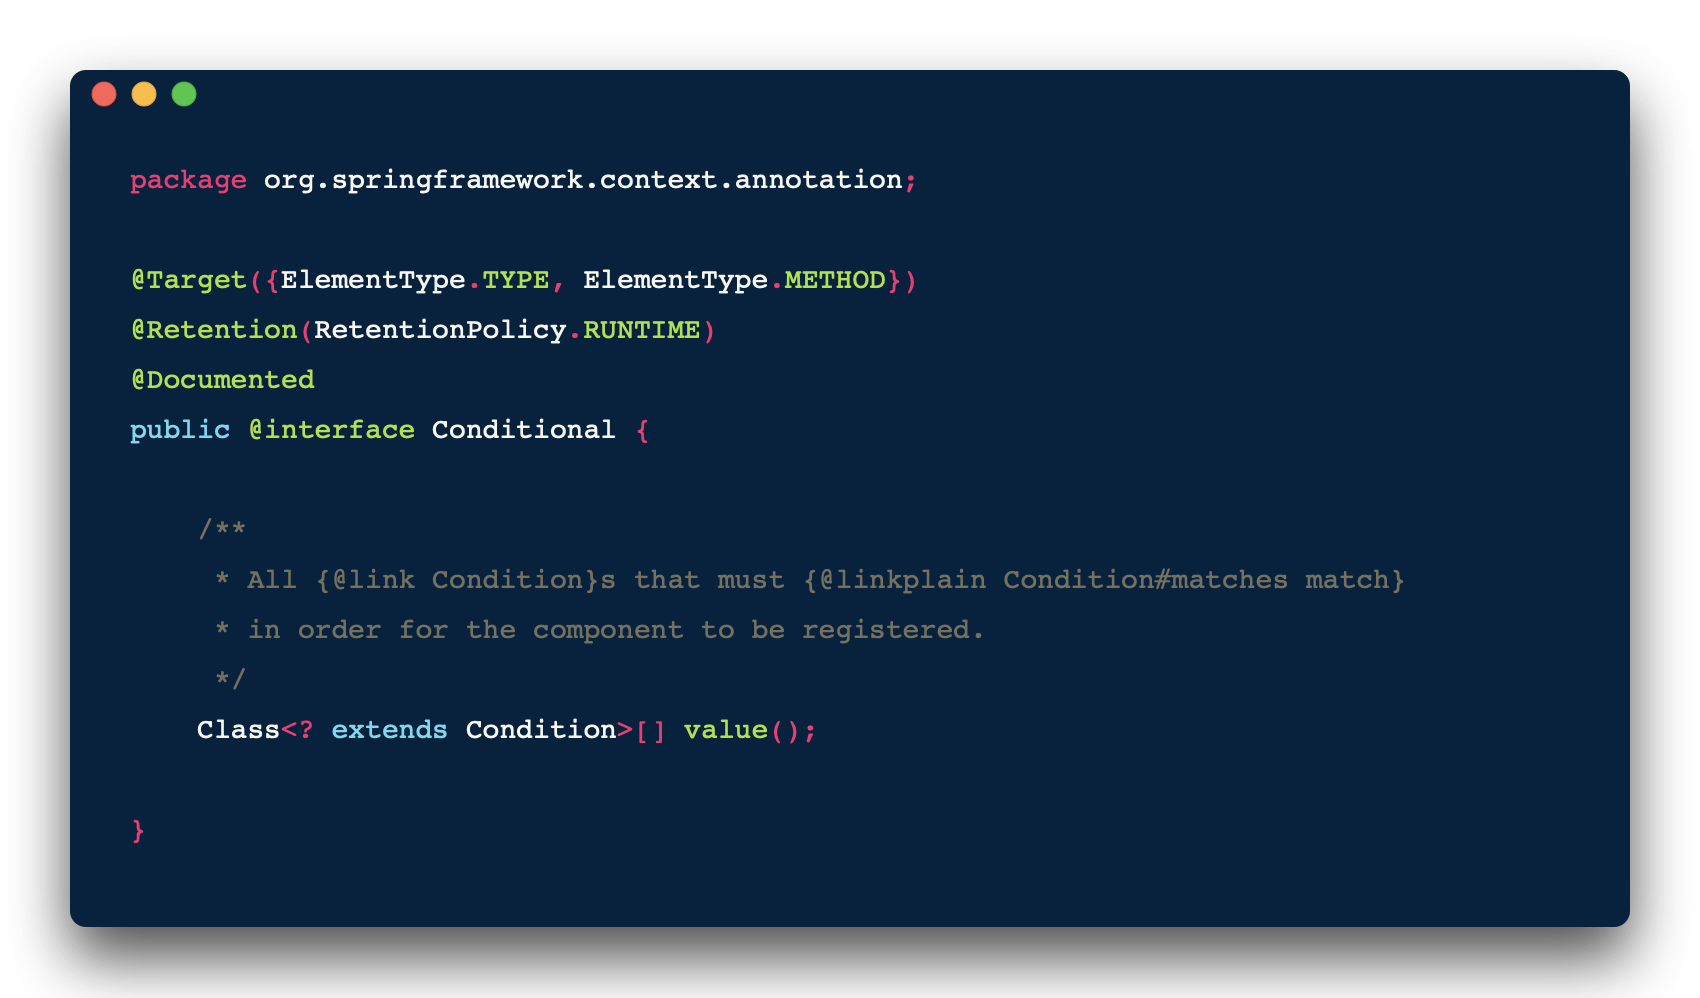 package org.springframework.context.annotation;
@Target({ElementType.TYPE, ElementType.METHOD})
@Retention(RetentionPolicy.RUNTIME)
@Documented
public @interface Conditional {
/**
* All {@link Condition}s that must {@linkplain Condition#matches match}
* in order for the component to be registered.
*/
Class<? extends Condition>[] value();
}